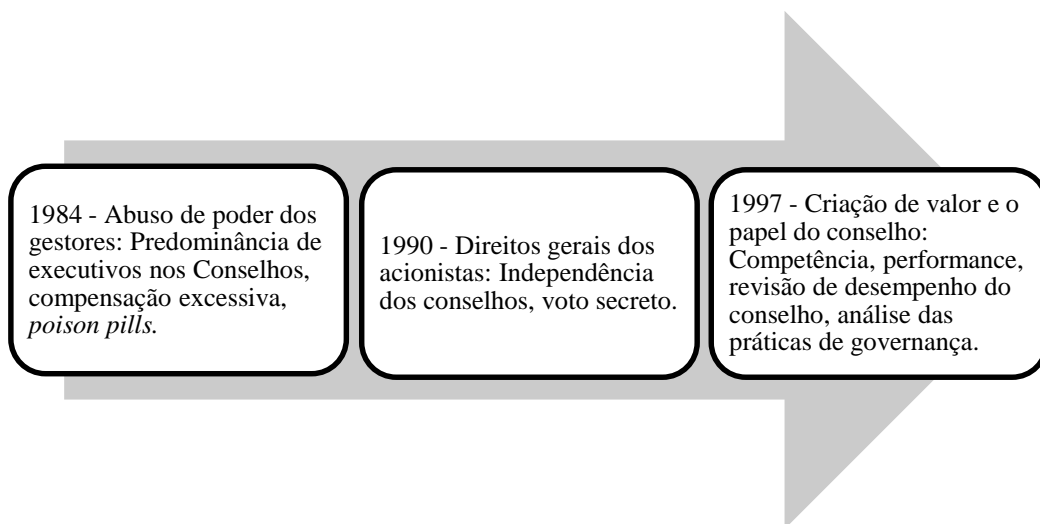 1984 - Abuso de poder dos
gestores: Predominância de
executivos nos Conselhos,
compensação excessiva,
poison pills.
1990 - Direitos gerais dos
acionistas: Independência
dos conselhos, voto secreto.
1997 - Criação de valor e o
papel do conselho:
Competência, performance,
revisão de desempenho do
conselho, análise das
práticas de governança.